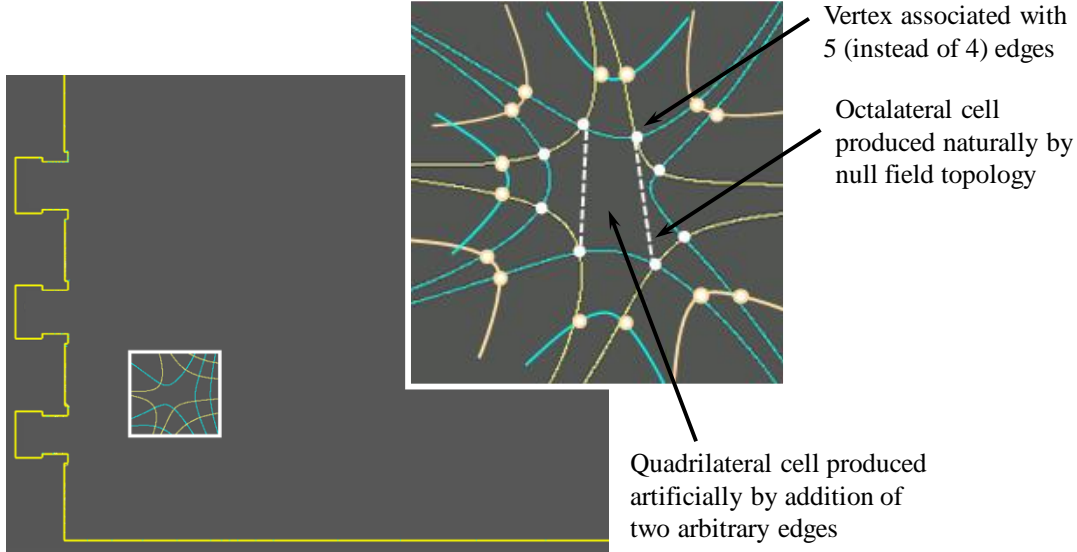 Vertex associated with
5 (instead of 4) edges
Octalateral cell
produced naturally by
null field topology
Quadrilateral cell produced
artificially by addition of
two arbitrary edges